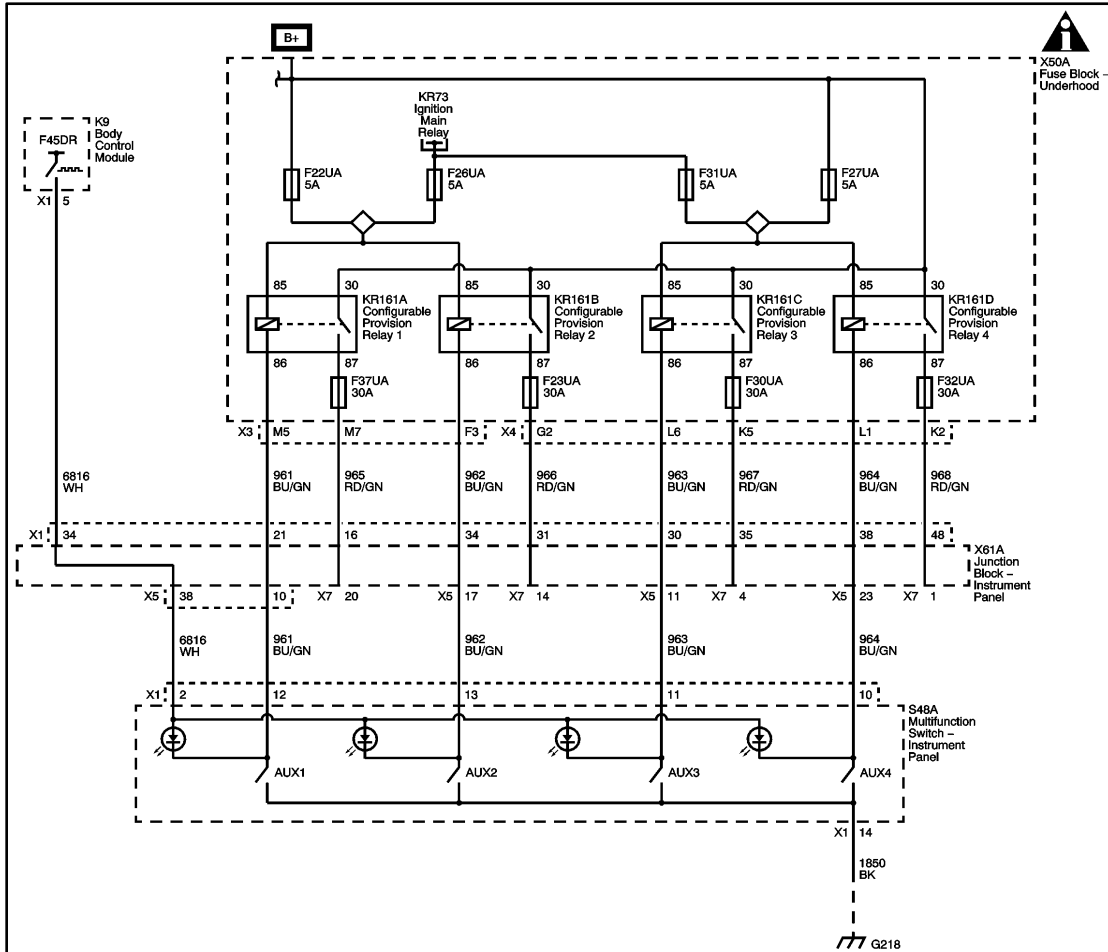 B+
i
X50A
Fuse Block –
Underhood
KR73
Ignition
Main
Relay
K9
Body
Control
Module
F45DR
X1 5
F22UA
5A
F26UA
5A
F31UA
5A
F27UA
5A
85 30 85 30 85 30 85 30
KR161A
Configurable
Provision
Relay 1
KR161B
Configurable
Provision
Relay 2
KR161C
Configurable
Provision
Relay 3
KR161D
Configurable
Provision
Relay 4
86 87 86 87 86 87 86 87
F37UA
30A
F23UA
30A
F30UA
30A
F32UA
30A
X3 M5 M7 F3 X4 G2 L6 K5 L1 K2
6816
WH
961
BU/GN
965
RD/GN
962
BU/GN
966
RD/GN
963
BU/GN
967
RD/GN
964
BU/GN
968
RD/GN
X1 34 21 16 34 31 30 35 38 48
X61A
Junction
Block –
Instrument
Panel
X5 38 10 X7 20 X5 17 X7 14 X5 11 X7 4 X5 23 X7 1
6816
WH
961
BU/GN
962
BU/GN
963
BU/GN
964
BU/GN
X1 2 12 13 11 10
S48A
Multifunction
Switch –
Instrument
Panel
AUX1 AUX2 AUX3 AUX4
X1 14
1850
BK
G218